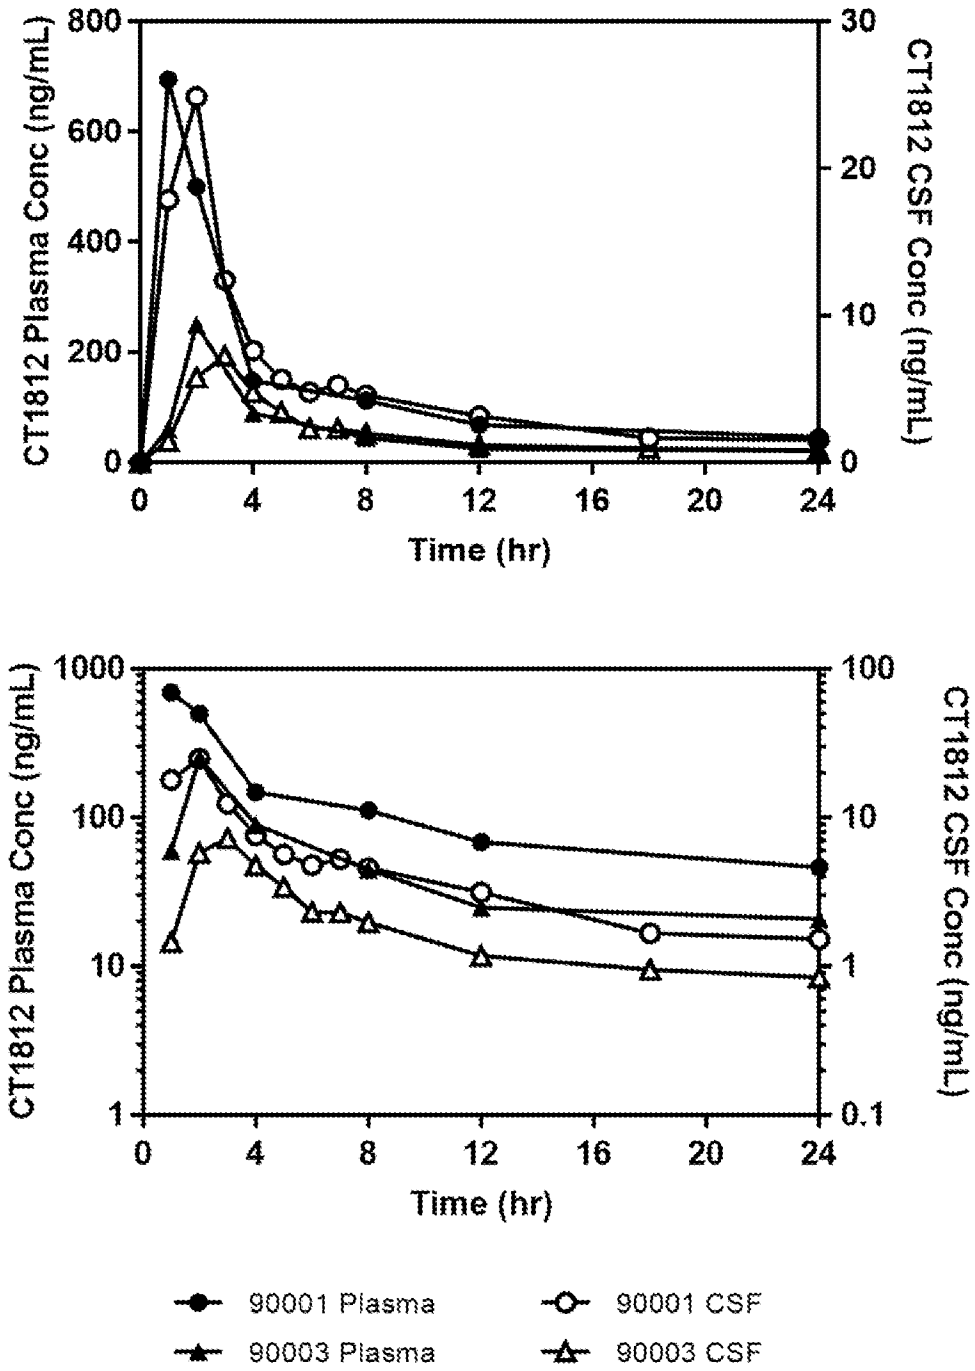 CT1812 Plasma Conc (ng/mL)
800
600
400
200
0
30
20
10
0
CT1812 CSF Conc (ng/mL)
0 4 8 12 16 20 24
Time (hr)
CT1812 Plasma Conc (ng/mL)
1000
100
10
1
100
10
1
0.1
CT1812 CSF Conc (ng/mL)
0 4 8 12 16 20 24
Time (hr)
90001 Plasma 90001 CSF
90003 Plasma 90003 CSF